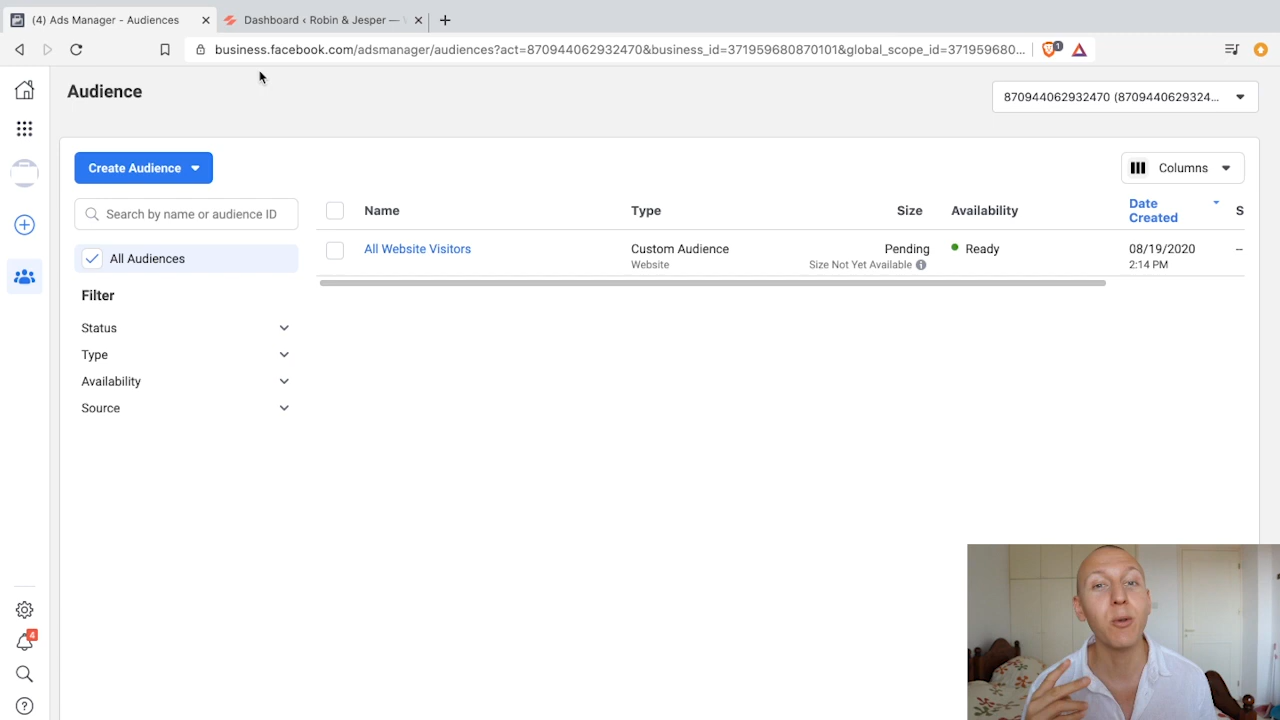 (4) Ads Manager - Audiences
Dashboard ‹ Robin & Jesper —
business.facebook.com/adsmanager/audiences?act=870944062932470&business_id=371959680870101&global_scope_id=371959680...
1
Audience
870944062932470 (8709440629324...
Create Audience
Columns
Search by name or audience ID
Name
Type
Size
Availability
Date Created
S
All Audiences
All Website Visitors
Custom Audience
Website
Pending
Size Not Yet Available
Ready
08/19/2020
2:14 PM
--
Filter
Status
Type
Availability
Source
4